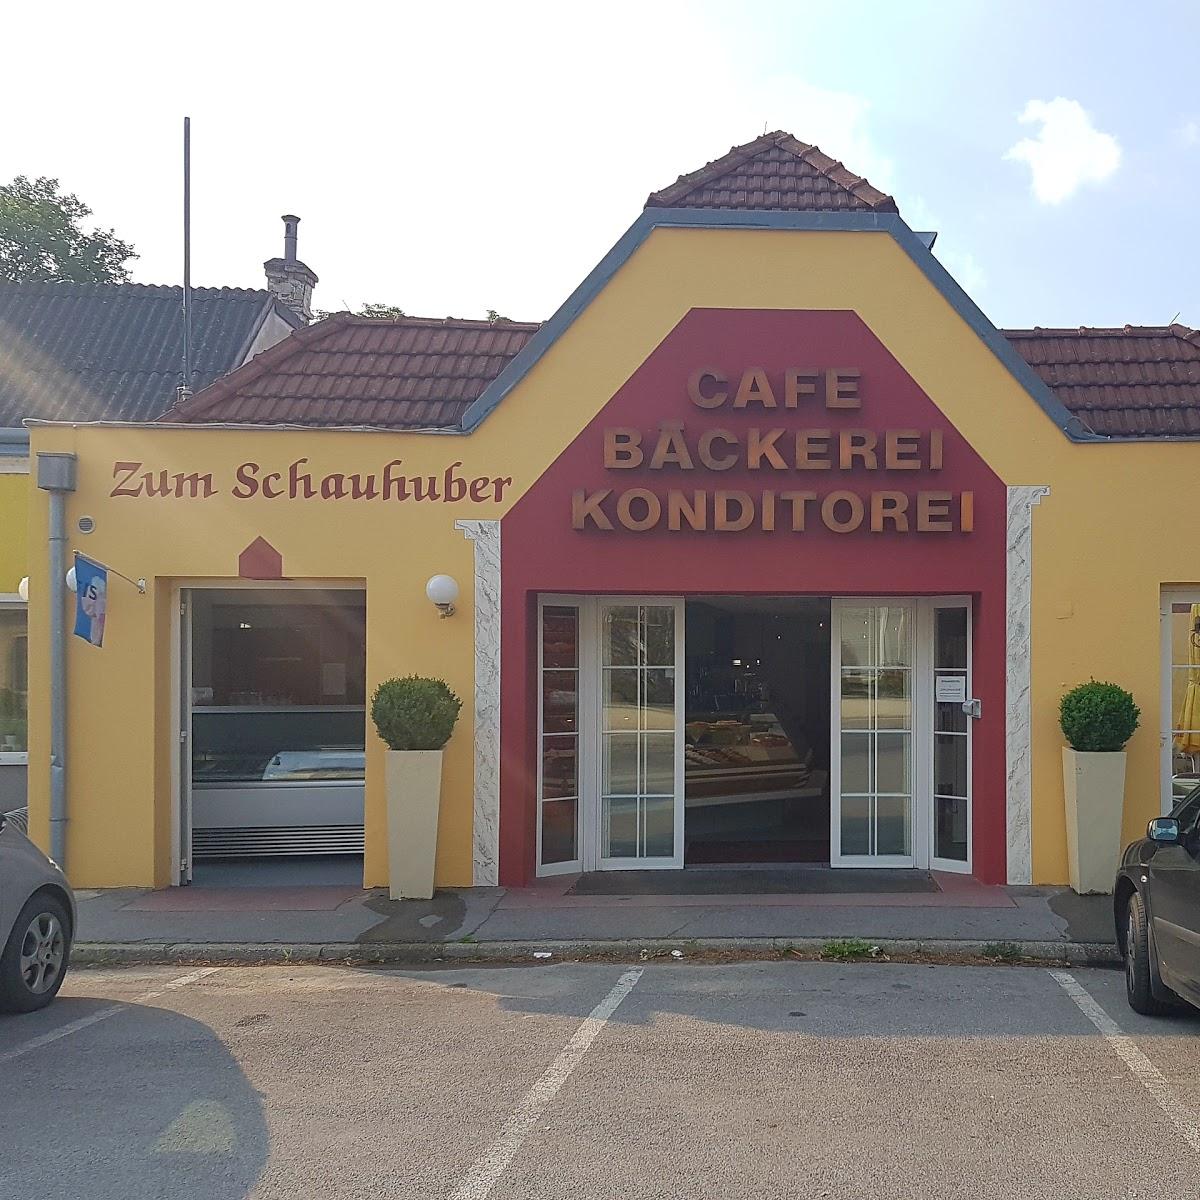 CAFE
BÄCKEREI
KONDITOREI
Zum Schauhuber